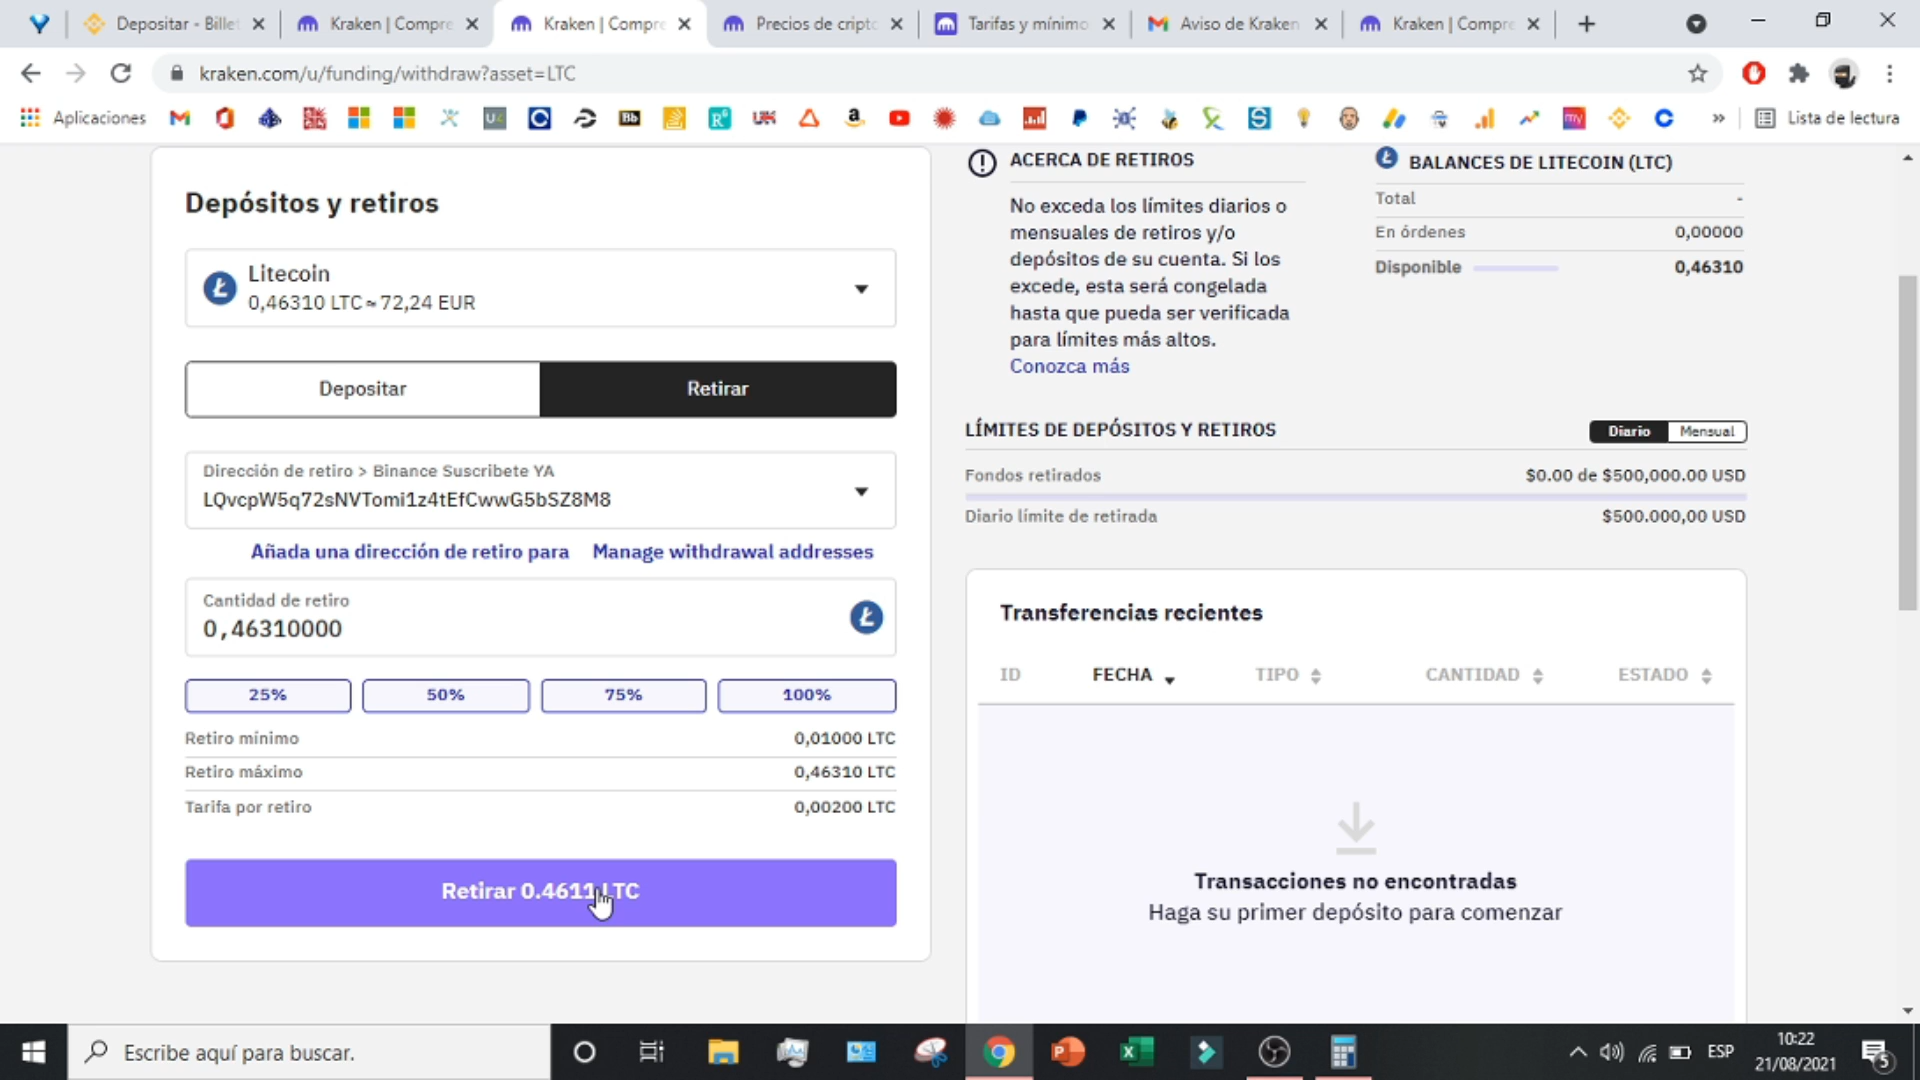 Depositar - Billet
Kraken | Compre
Kraken | Compre
Precios de cripto
Tarifas y mínimo
Aviso de Kraken
Kraken | Compre
kraken.com/u/funding/withdraw?asset=LTC
Aplicaciones
Bb
my
Lista de lectura
Depósitos y retiros
Litecoin
0,46310 LTC ≈ 72,24 EUR
Depositar
Retirar
Dirección de retiro > Binance Suscribete YA
LQvcpW5q72sNVTomi1z4tEfCwwG5bSZ8M8
Añada una dirección de retiro para
Manage withdrawal addresses
Cantidad de retiro
0,46310000
25%
50%
75%
100%
Retiro mínimo
0,01000 LTC
Retiro máximo
0,46310 LTC
Tarifa por retiro
0,00200 LTC
Retirar 0.4611 LTC
ACERCA DE RETIROS
No exceda los límites diarios o
mensuales de retiros y/o
depósitos de su cuenta. Si los
excede, esta será congelada
hasta que pueda ser verificada
para límites más altos.
Conozca más
BALANCES DE LITECOIN (LTC)
Total
-
En órdenes
0,00000
Disponible
0,46310
LÍMITES DE DEPÓSITOS Y RETIROS
Diario
Mensual
Fondos retirados
$0.00 de $500,000.00 USD
Diario límite de retirada
$500.000,00 USD
Transferencias recientes
ID
FECHA
TIPO
CANTIDAD
ESTADO
Transacciones no encontradas
Haga su primer depósito para comenzar
Escribe aquí para buscar.
ESP
10:22
21/08/2021
5